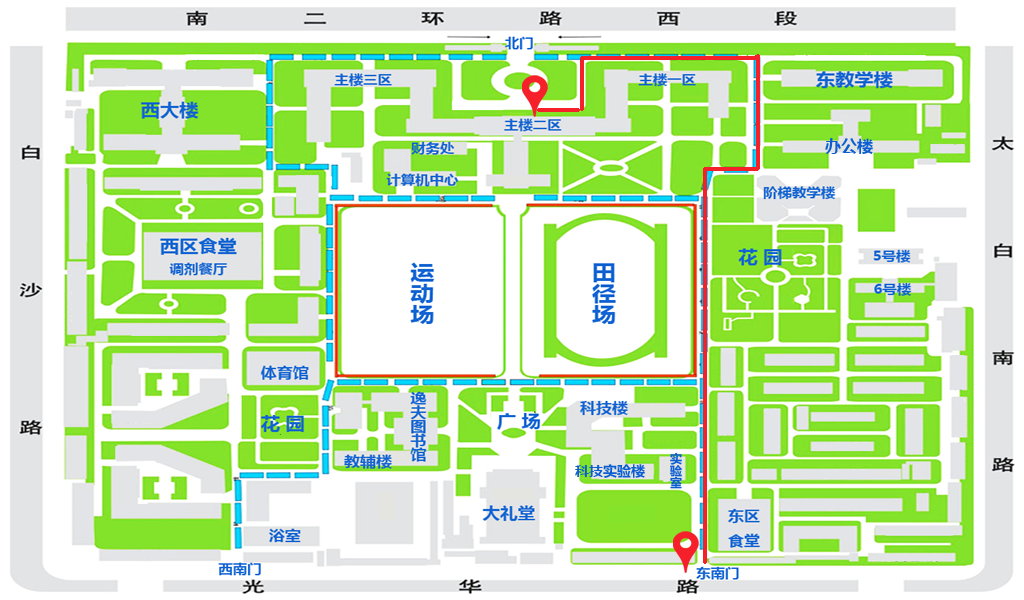 南二环路西段
北门
主楼三区
主楼一区
东教学楼
西大楼
主楼二区
白沙路
太白南路
财务处
办公楼
计算机中心
阶梯教学楼
西区食堂
调剂餐厅
运动场
田径场
花园
5号楼
6号楼
体育馆
花园
逸夫图书馆
广场
科技楼
教辅楼
科技实验楼
实验室
大礼堂
东区
食堂
浴室
西南门
东南门
光华路